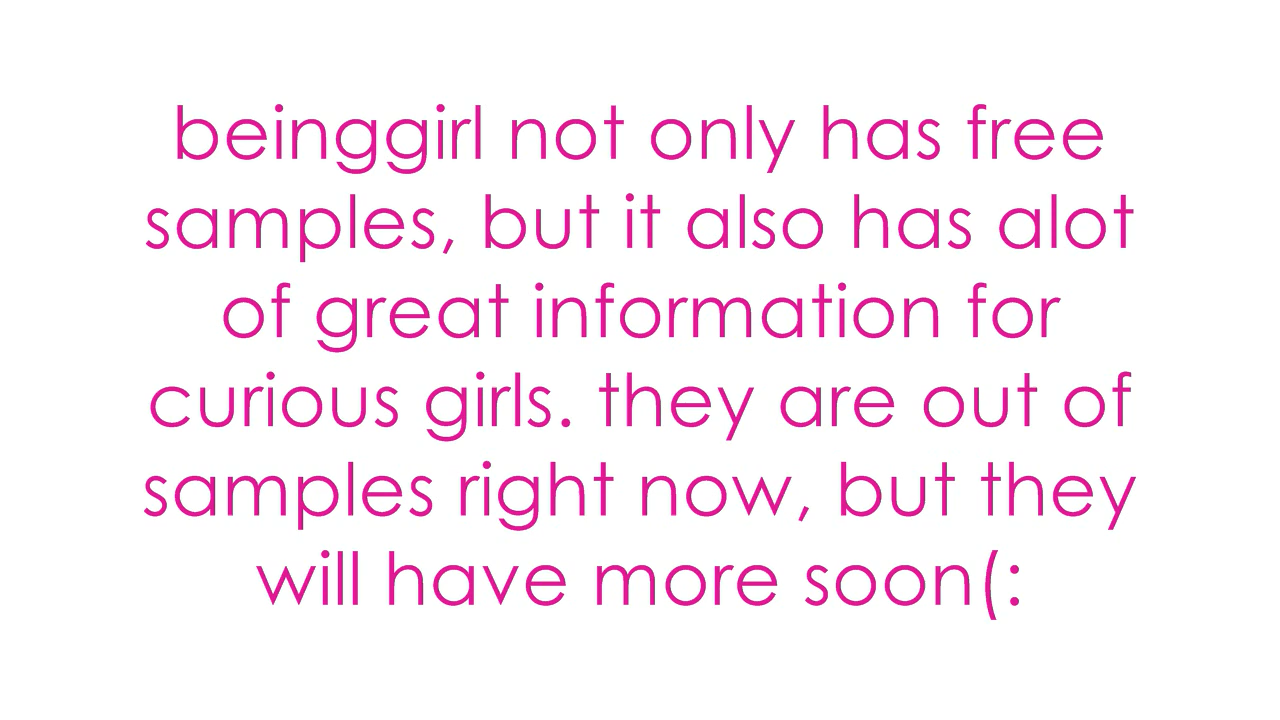 beinggirl not only has free
samples, but it also has alot
of great information for
curious girls. they are out of
samples right now, but they
will have more soon(: